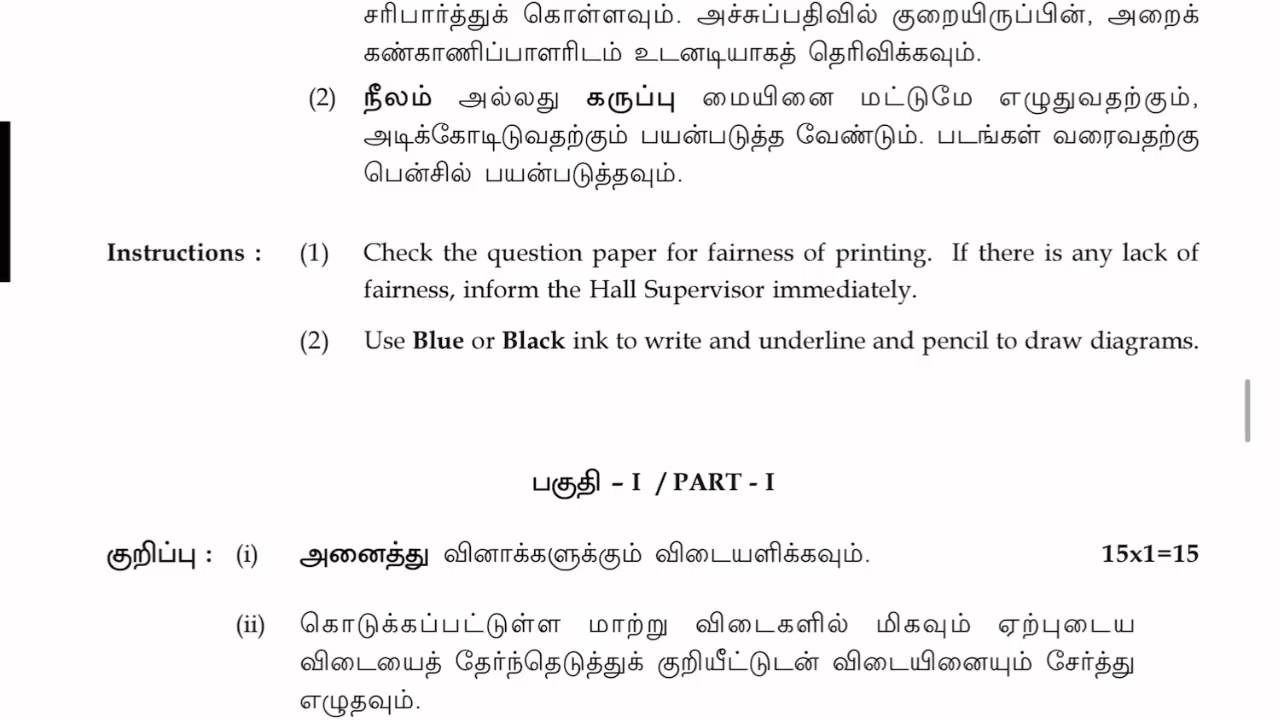 சரிபார்த்துக் கொள்ளவும். அச்சுப்பதிவில் குறையிருப்பின், அறைக்
கண்காணிப்பாளரிடம் உடனடியாகத் தெரிவிக்கவும்.
(2) நீலம் அல்லது கருப்பு மையினை மட்டுமே எழுதுவதற்கும்,
அடிக்கோடிடுவதற்கும் பயன்படுத்த வேண்டும். படங்கள் வரைவதற்கு
பென்சில் பயன்படுத்தவும்.
Instructions : (1) Check the question paper for fairness of printing. If there is any lack of
fairness, inform the Hall Supervisor immediately.
(2) Use Blue or Black ink to write and underline and pencil to draw diagrams.
பகுதி – I / PART - I
குறிப்பு : (i) அனைத்து வினாக்களுக்கும் விடையளிக்கவும். 15x1=15
(ii) கொடுக்கப்பட்டுள்ள மாற்று விடைகளில் மிகவும் ஏற்புடைய
விடையைத் தேர்ந்தெடுத்துக் குறியீட்டுடன் விடையினையும் சேர்த்து
எழுதவும்.